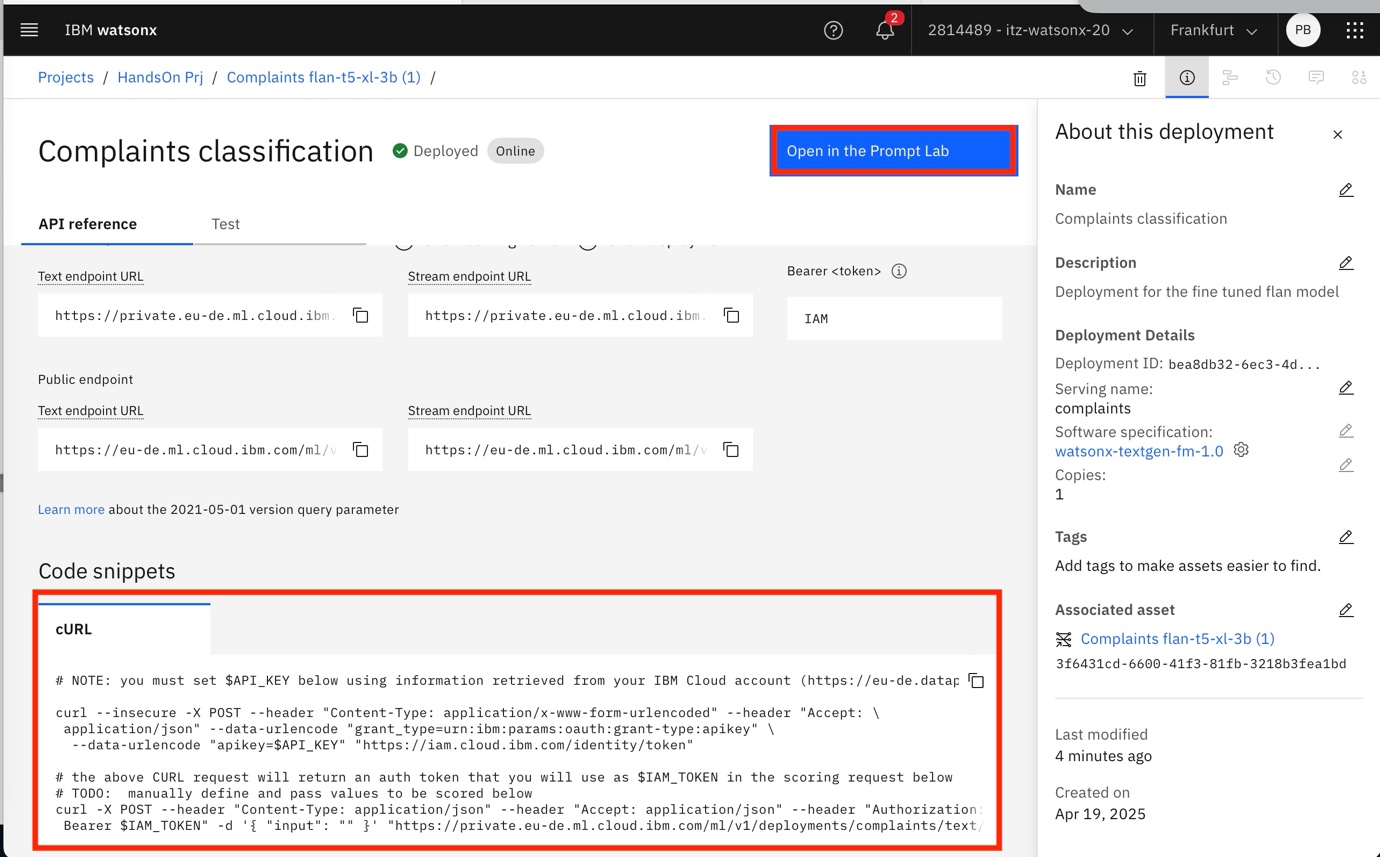 IBM watsonx
2
2814489 - itz-watsonx-20
Frankfurt
PB
Projects / HandsOn Prj / Complaints flan-t5-xl-3b (1) /
Complaints classification
Deployed
Online
Open in the Prompt Lab
API reference
Test
Text endpoint URL
Stream endpoint URL
Bearer <token>
https://private.eu-de.ml.cloud.ibm.
https://private.eu-de.ml.cloud.ibm.
IAM
Public endpoint
Text endpoint URL
Stream endpoint URL
https://eu-de.ml.cloud.ibm.com/ml/v
https://eu-de.ml.cloud.ibm.com/ml/v
Learn more about the 2021-05-01 version query parameter
Code snippets
cURL
# NOTE: you must set $API_KEY below using information retrieved from your IBM Cloud account (https://eu-de.datap
curl --insecure -X POST --header "Content-Type: application/x-www-form-urlencoded" --header "Accept: \
application/json" --data-urlencode "grant_type=urn:ibm:params:oauth:grant-type:apikey" \
--data-urlencode "apikey=$API_KEY" "https://iam.cloud.ibm.com/identity/token"
# the above CURL request will return an auth token that you will use as $IAM_TOKEN in the scoring request below
# TODO:  manually define and pass values to be scored below
curl -X POST --header "Content-Type: application/json" --header "Accept: application/json" --header "Authorization:
Bearer $IAM_TOKEN" -d '{ "input": "" }' "https://private.eu-de.ml.cloud.ibm.com/ml/v1/deployments/complaints/text/
About this deployment
Name
Complaints classification
Description
Deployment for the fine tuned flan model
Deployment Details
Deployment ID: bea8db32-6ec3-4d...
Serving name:
complaints
Software specification:
watsonx-textgen-fm-1.0
Copies:
1
Tags
Add tags to make assets easier to find.
Associated asset
Complaints flan-t5-xl-3b (1)
3f6431cd-6600-41f3-81fb-3218b3fea1bd
Last modified
4 minutes ago
Created on
Apr 19, 2025